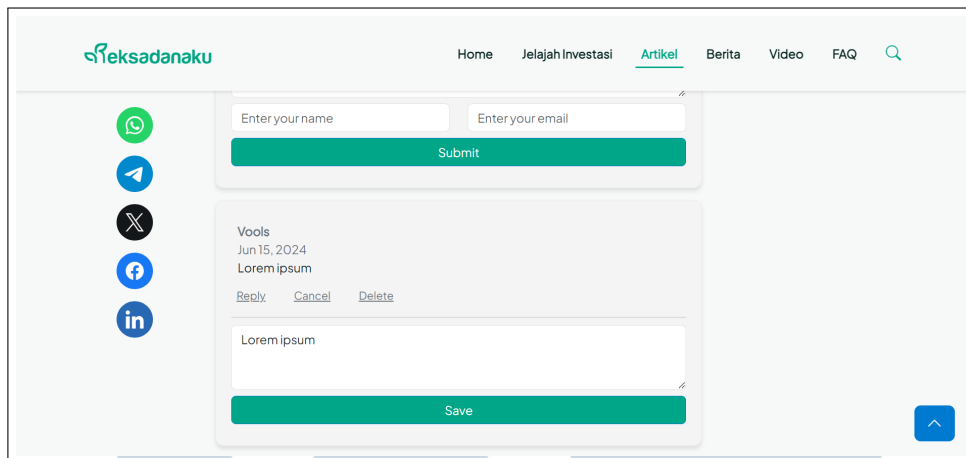 Reksadanaku
Home Jelajah Investasi Artikel Berita Video FAQ
Enter your name Enter your email
Submit
Vools
Jun 15, 2024
Lorem ipsum
Reply Cancel Delete
Lorem ipsum
Save